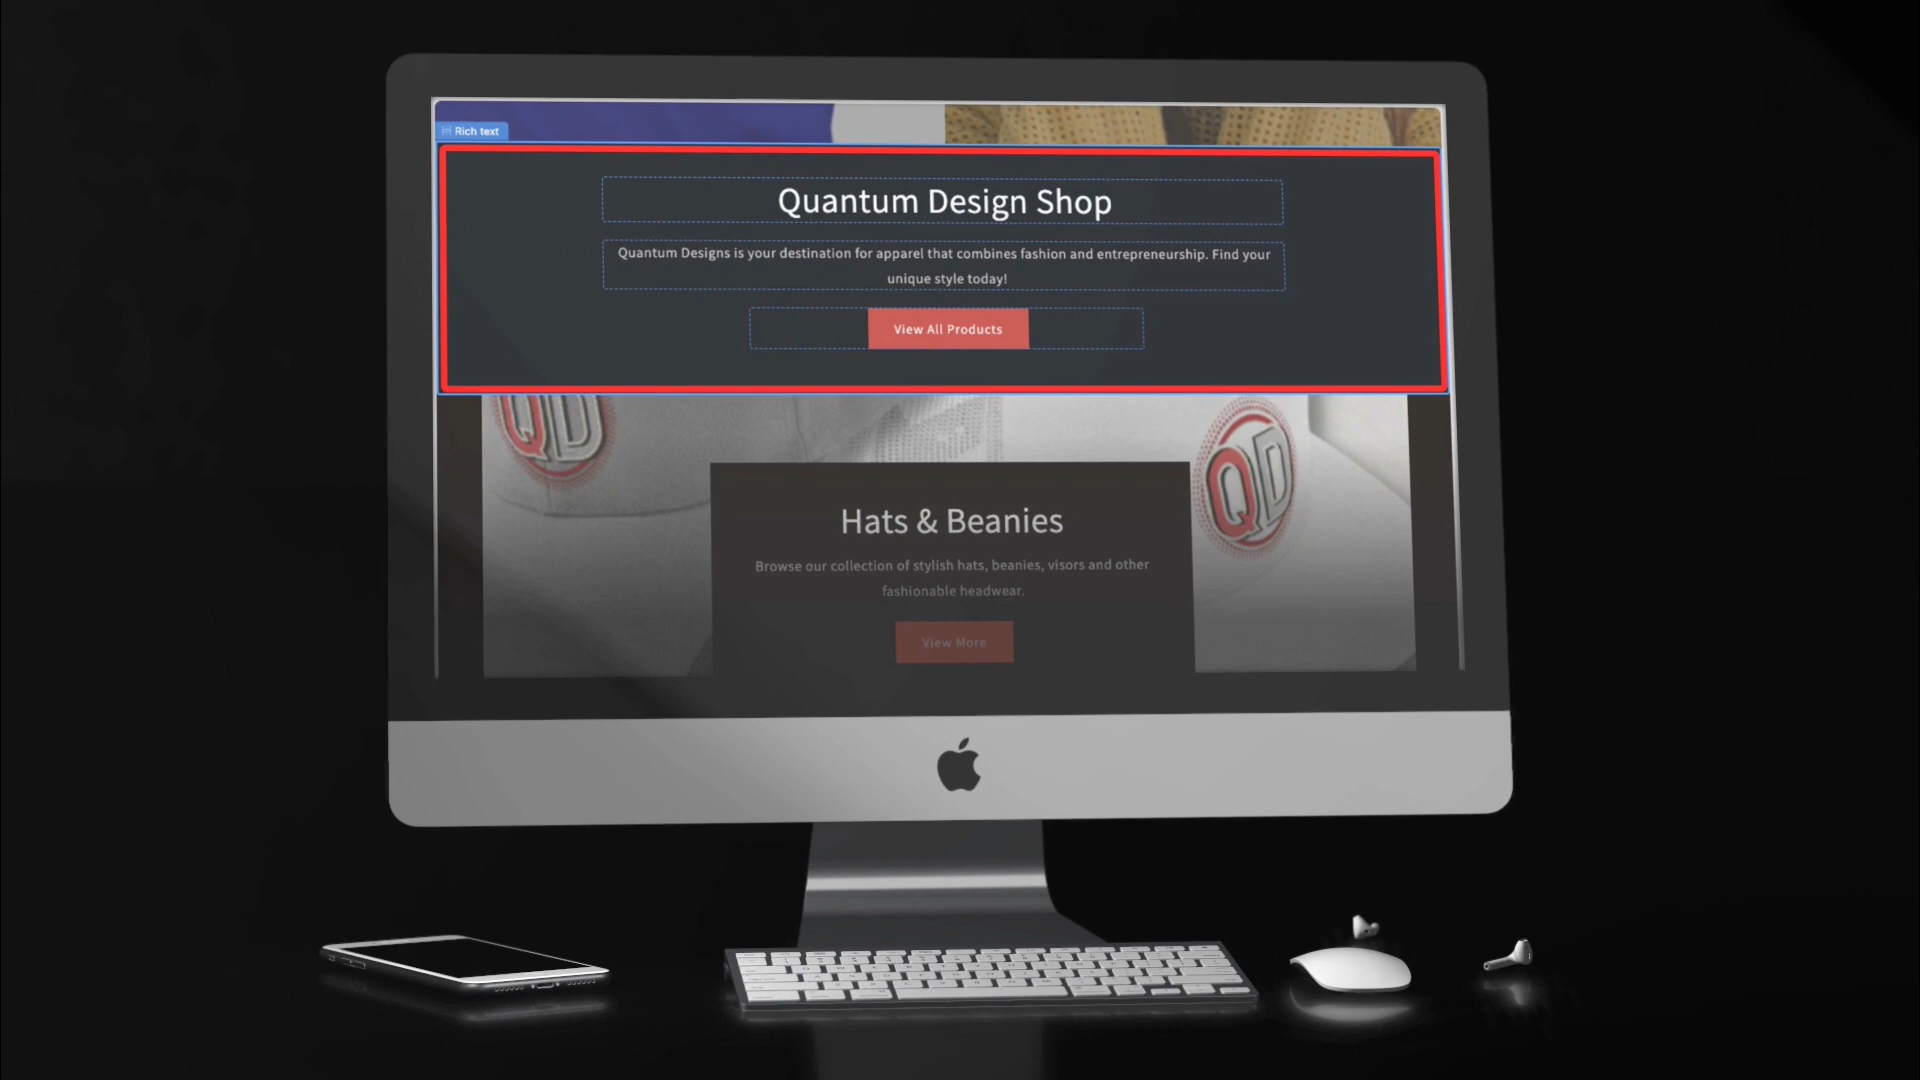 Rich text
Quantum Design Shop
Quantum Designs is your destination for apparel that combines fashion and entrepreneurship. Find your
unique style today!
View All Products
QD
QD
Hats & Beanies
Browse our collection of stylish hats, beanies, visors and other
fashionable headwear.
View More